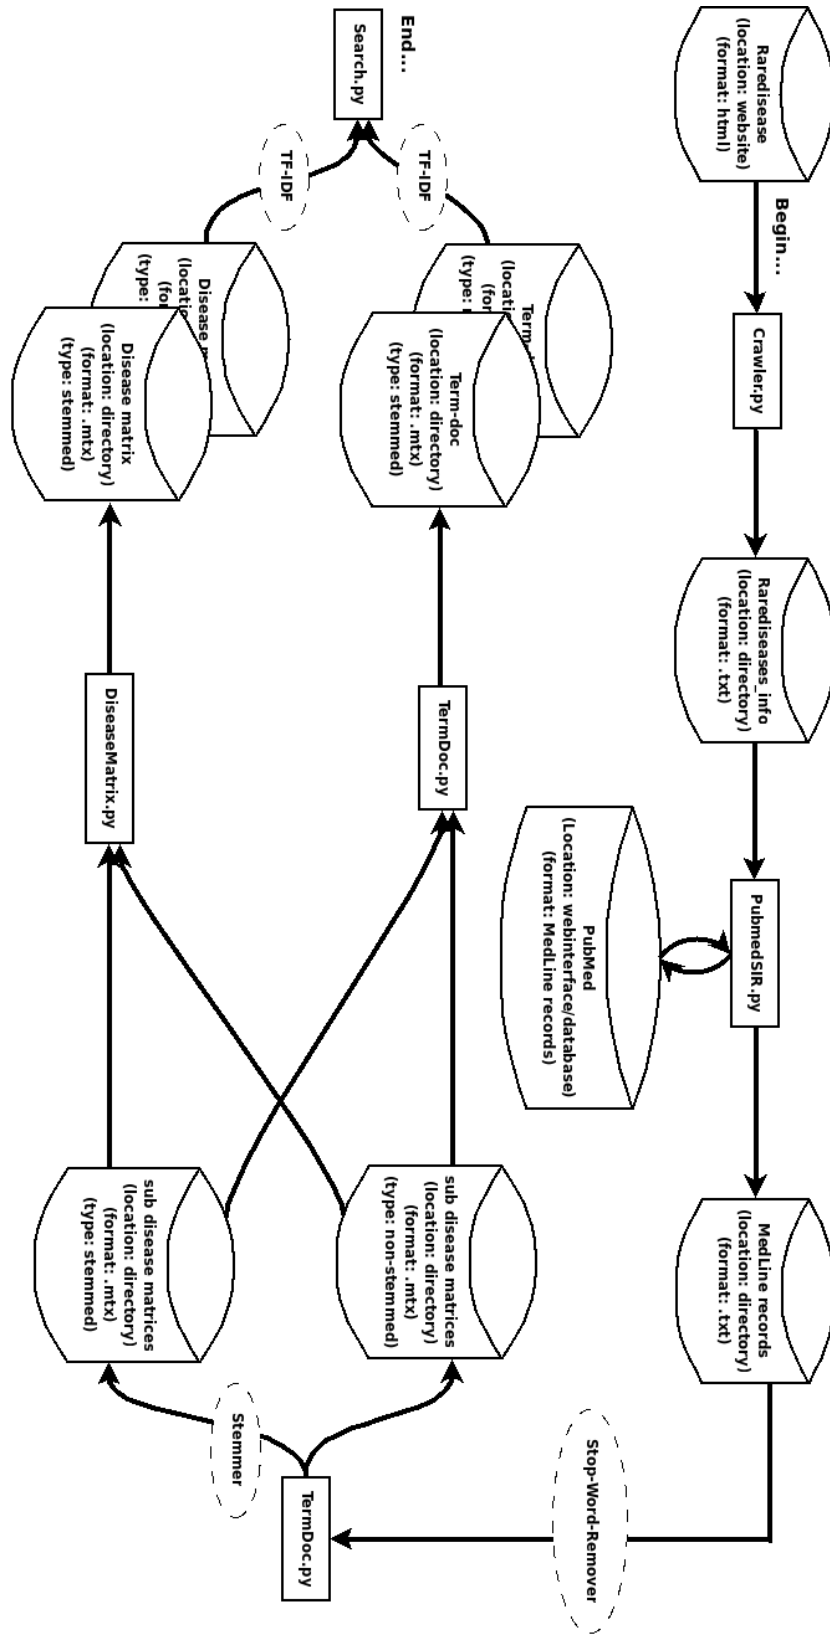 Raredisease
(location: website)
(format: html)
Begin...
Crawler.py
Rarediseases_info
(location: directory)
(format: .txt)
PubmedSIR.py
PubMed
(Location: webinterface/database)
(format: MedLine records)
MedLine records
(location: directory)
(format: .txt)
Stop-Word-Remover
TermDoc.py
Stemmer
sub disease matrices
(location: directory)
(format: .mtx)
(type: non-stemmed)
sub disease matrices
(location: directory)
(format: .mtx)
(type: stemmed)
TermDoc.py
DiseaseMatrix.py
Term-doc
(location: directory)
(format: .mtx)
(type: stemmed)
Disease matrix
(location: directory)
(format: .mtx)
(type: stemmed)
Disease
(type:
TF-IDF
TF-IDF
Search.py
End...